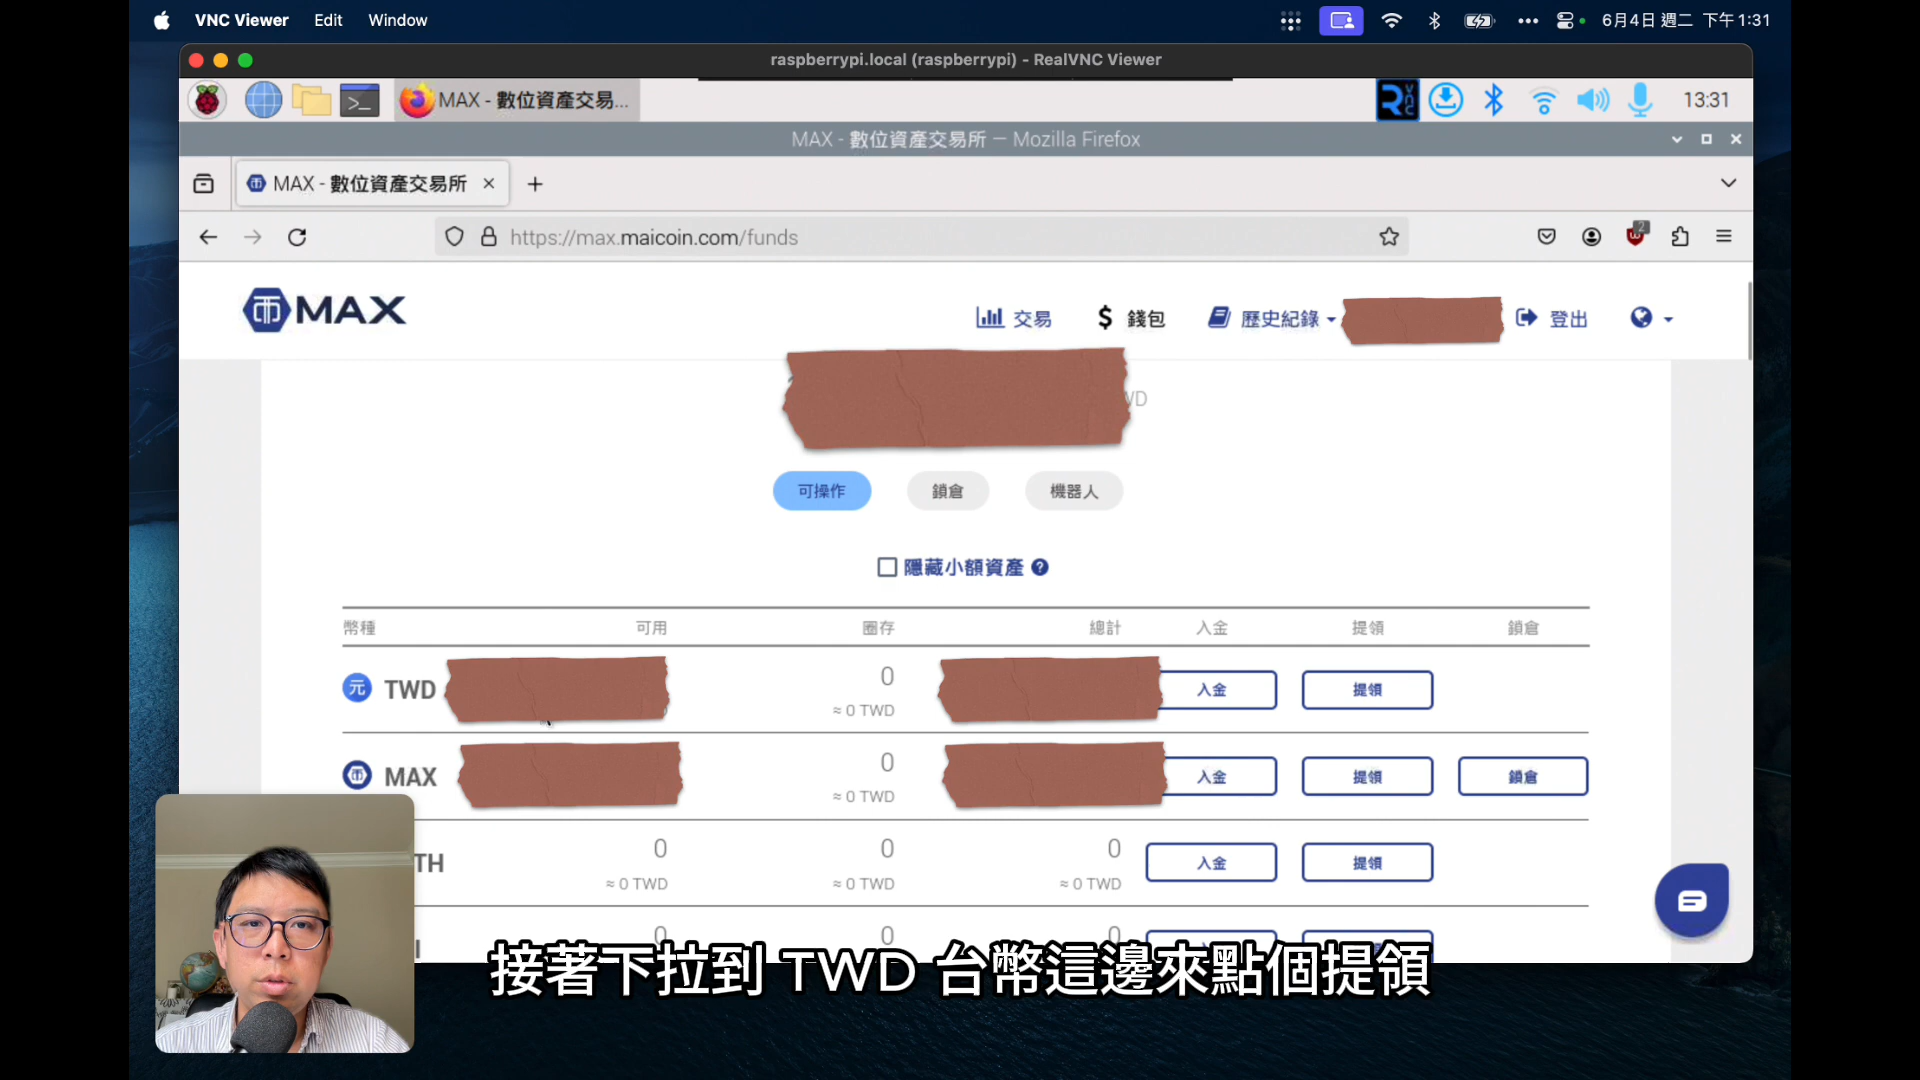 VNC Viewer Edit Window
6月4日 週二 下午1:31
raspberrypi.local (raspberrypi) - RealVNC Viewer
MAX - 數位資產交易...
13:31
MAX - 數位資產交易所 — Mozilla Firefox
MAX - 數位資產交易所
https://max.maicoin.com/funds
2
MAX
交易
錢包
歷史紀錄
登出
可操作
鎖倉
機器人
隱藏小額資產
幣種 可用 圈存 總計 入金 提領 鎖倉
元 TWD 0 入金 提領
≈ 0 TWD
MAX 0 入金 提領 鎖倉
≈ 0 TWD
TH 0 0 0 入金 提領
≈ 0 TWD ≈ 0 TWD ≈ 0 TWD
0 0 0
接著下拉到 TWD 台幣這邊來點個提領